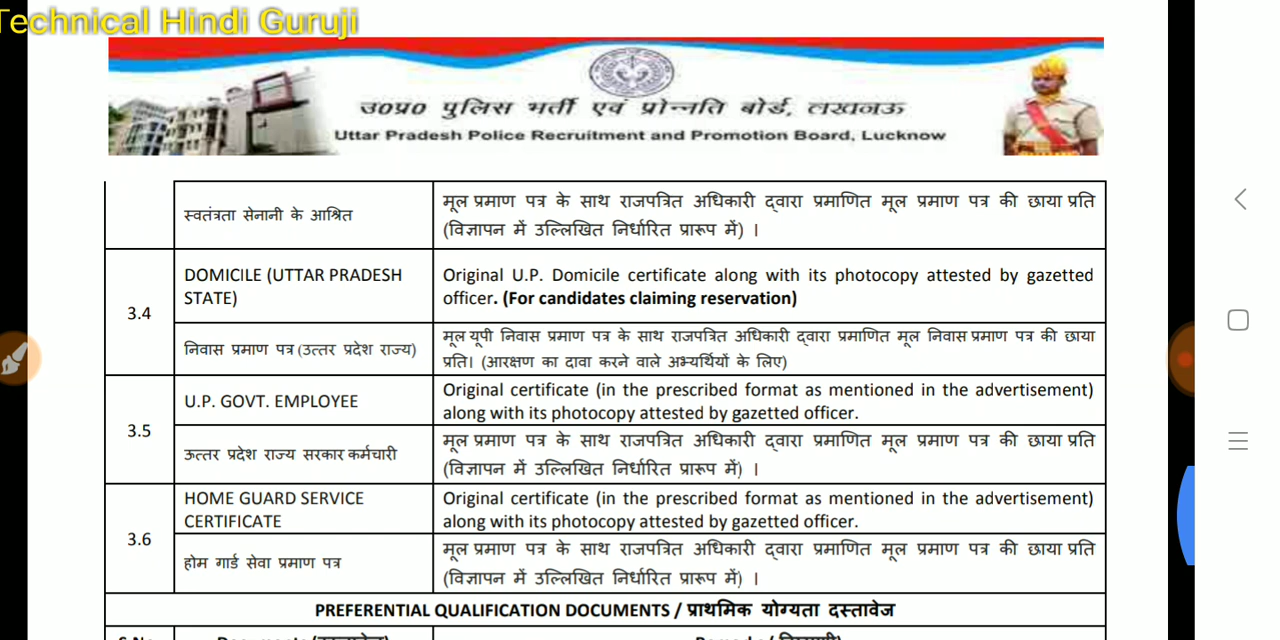 Technical Hindi Guruji
उ०प्र० पुलिस भर्ती एवं प्रोन्नति बोर्ड, लखनऊ
Uttar Pradesh Police Recruitment and Promotion Board, Lucknow
स्वतंत्रता सेनानी के आश्रित
मूल प्रमाण पत्र के साथ राजपत्रित अधिकारी द्वारा प्रमाणित मूल प्रमाण पत्र की छाया प्रति
(विज्ञापन में उल्लिखित निर्धारित प्रारूप में) ।
3.4
DOMICILE (UTTAR PRADESH
STATE)
Original U.P. Domicile certificate along with its photocopy attested by gazetted
officer. (For candidates claiming reservation)
निवास प्रमाण पत्र (उत्तर प्रदेश राज्य)
मूल यूपी निवास प्रमाण पत्र के साथ राजपत्रित अधिकारी द्वारा प्रमाणित मूल निवास प्रमाण पत्र की छाया
प्रति। (आरक्षण का दावा करने वाले अभ्यर्थियों के लिए)
3.5
U.P. GOVT. EMPLOYEE
Original certificate (in the prescribed format as mentioned in the advertisement)
along with its photocopy attested by gazetted officer.
ऊत्तर प्रदेश राज्य सरकार कर्मचारी
मूल प्रमाण पत्र के साथ राजपत्रित अधिकारी द्वारा प्रमाणित मूल प्रमाण पत्र की छाया प्रति
(विज्ञापन में उल्लिखित निर्धारित प्रारूप में) ।
3.6
HOME GUARD SERVICE
CERTIFICATE
Original certificate (in the prescribed format as mentioned in the advertisement)
along with its photocopy attested by gazetted officer.
होम गार्ड सेवा प्रमाण पत्र
मूल प्रमाण पत्र के साथ राजपत्रित अधिकारी द्वारा प्रमाणित मूल प्रमाण पत्र की छाया प्रति
(विज्ञापन में उल्लिखित निर्धारित प्रारूप में) ।
PREFERENTIAL QUALIFICATION DOCUMENTS / प्राथमिक योग्यता दस्तावेज